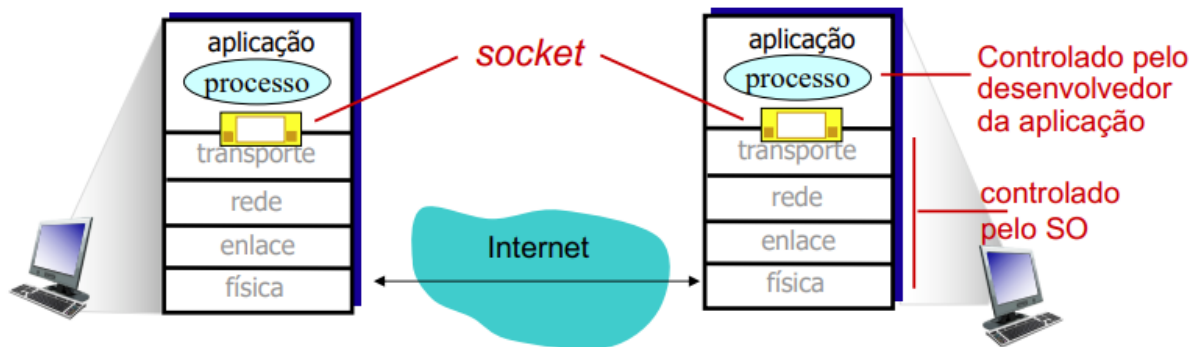 aplicação
processo
transporte
rede
enlace
física
socket
Internet
aplicação
processo
transporte
rede
enlace
física
Controlado pelo
desenvolvedor
da aplicação
controlado
pelo SO